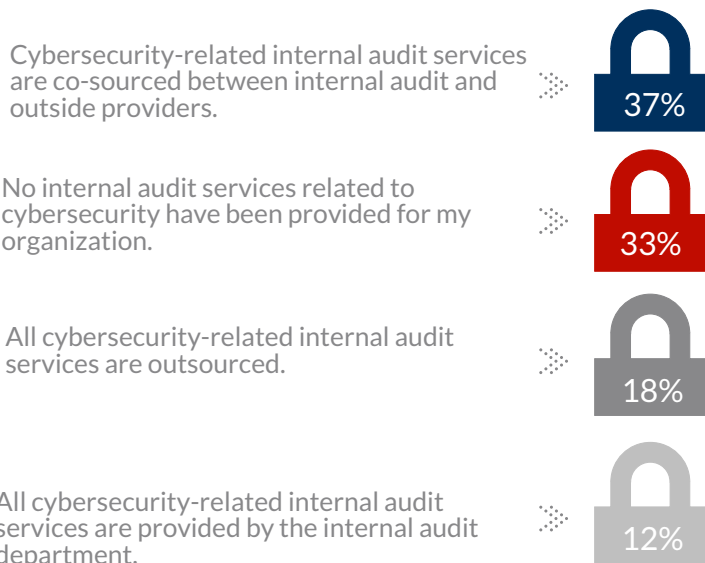 Cybersecurity-related internal audit services
are co-sourced between internal audit and
outside providers.
37%
No internal audit services related to
cybersecurity have been provided for my
organization.
33%
All cybersecurity-related internal audit
services are outsourced.
18%
All cybersecurity-related internal audit
services are provided by the internal audit
department.
12%